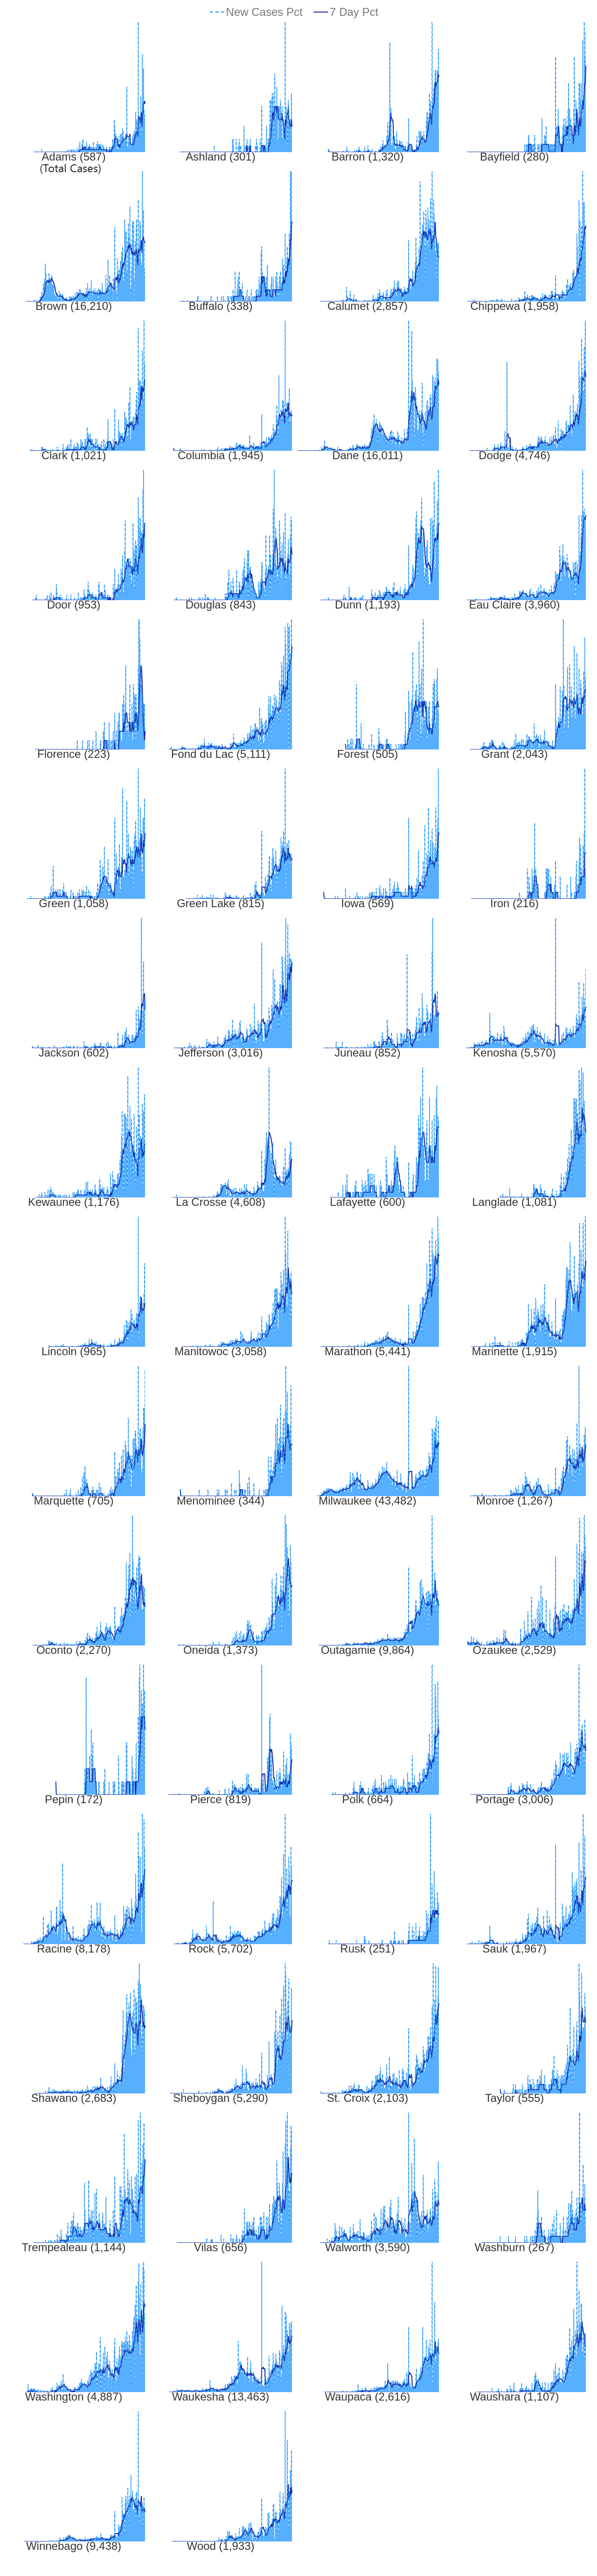 New Cases Pct 7 Day Pct
Adams (587) Ashland (301) Barron (1,320) Bayfield (280)
(Total Cases)
Brown (16,210) Buffalo (338) Calumet (2,857) Chippewa (1,958)
Clark (1,021) Columbia (1,945) Dane (16,011) Dodge (4,746)
Door (953) Douglas (843) Dunn (1,193) Eau Claire (3,960)
Florence (223) Fond du Lac (5,111) Forest (505) Grant (2,043)
Green (1,058) Green Lake (815) Iowa (569) Iron (216)
Jackson (602) Jefferson (3,016) Juneau (852) Kenosha (5,570)
Kewaunee (1,176) La Crosse (4,608) Lafayette (600) Langlade (1,081)
Lincoln (965) Manitowoc (3,058) Marathon (5,441) Marinette (1,915)
Marquette (705) Menominee (344) Milwaukee (43,482) Monroe (1,267)
Oconto (2,270) Oneida (1,373) Outagamie (9,864) Ozaukee (2,529)
Pepin (172) Pierce (819) Polk (664) Portage (3,006)
Racine (8,178) Rock (5,702) Rusk (251) Sauk (1,967)
Shawano (2,683) Sheboygan (5,290) St. Croix (2,103) Taylor (555)
Trempealeau (1,144) Vilas (656) Walworth (3,590) Washburn (267)
Washington (4,887) Waukesha (13,463) Waupaca (2,616) Waushara (1,107)
Winnebago (9,438) Wood (1,933)